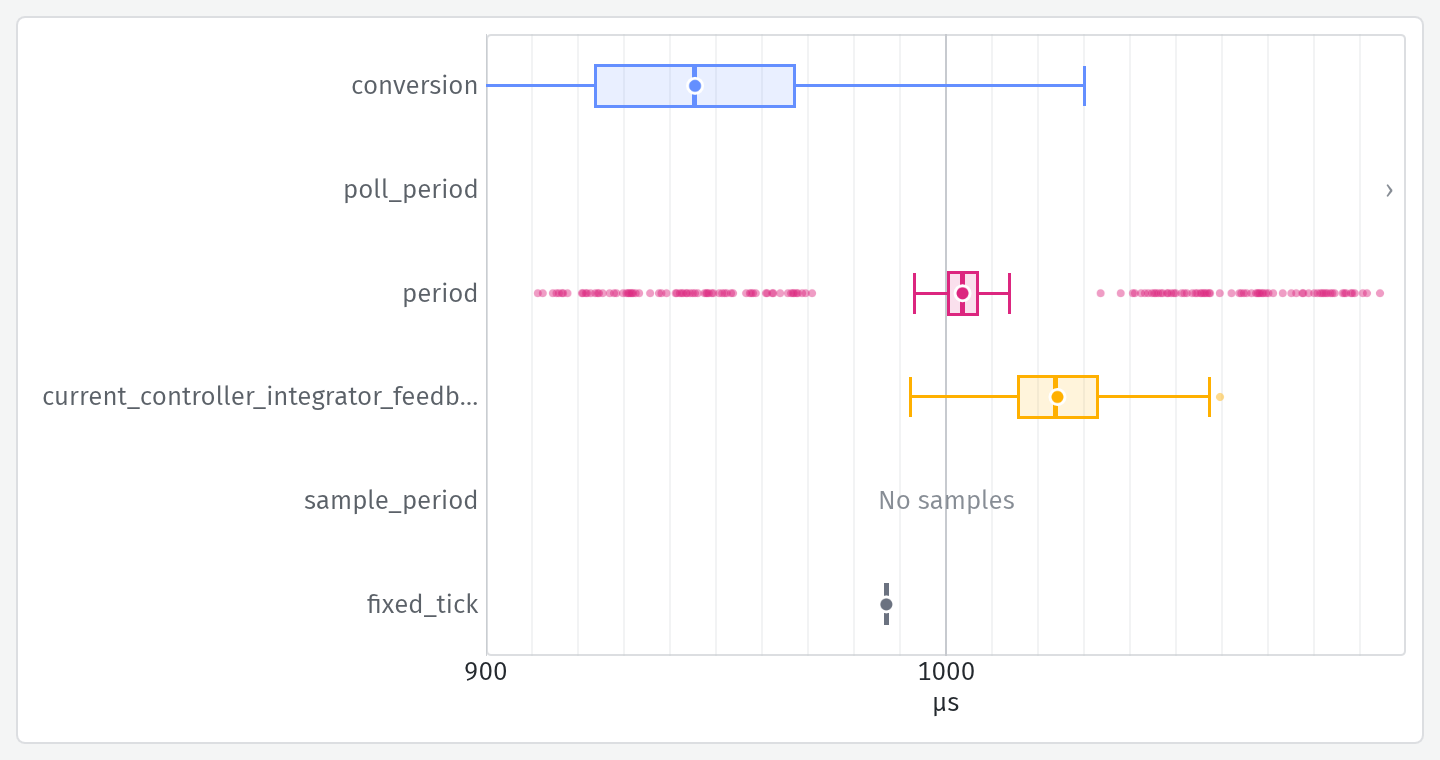 conversion
poll_period
›
period
current_controller_integrator_feedb...
sample_period
No samples
fixed_tick
900
1000
µs